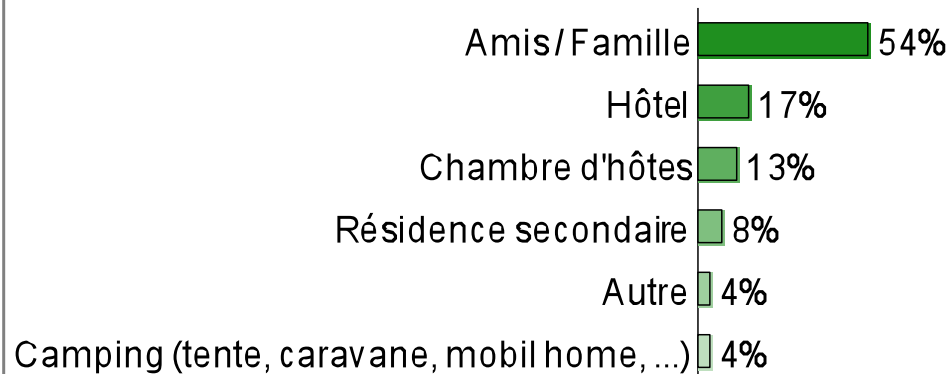 Amis/Famille 54%
Hôtel 17%
Chambre d'hôtes 13%
Résidence secondaire 8%
Autre 4%
Camping (tente, caravane, mobil home, ...) 4%